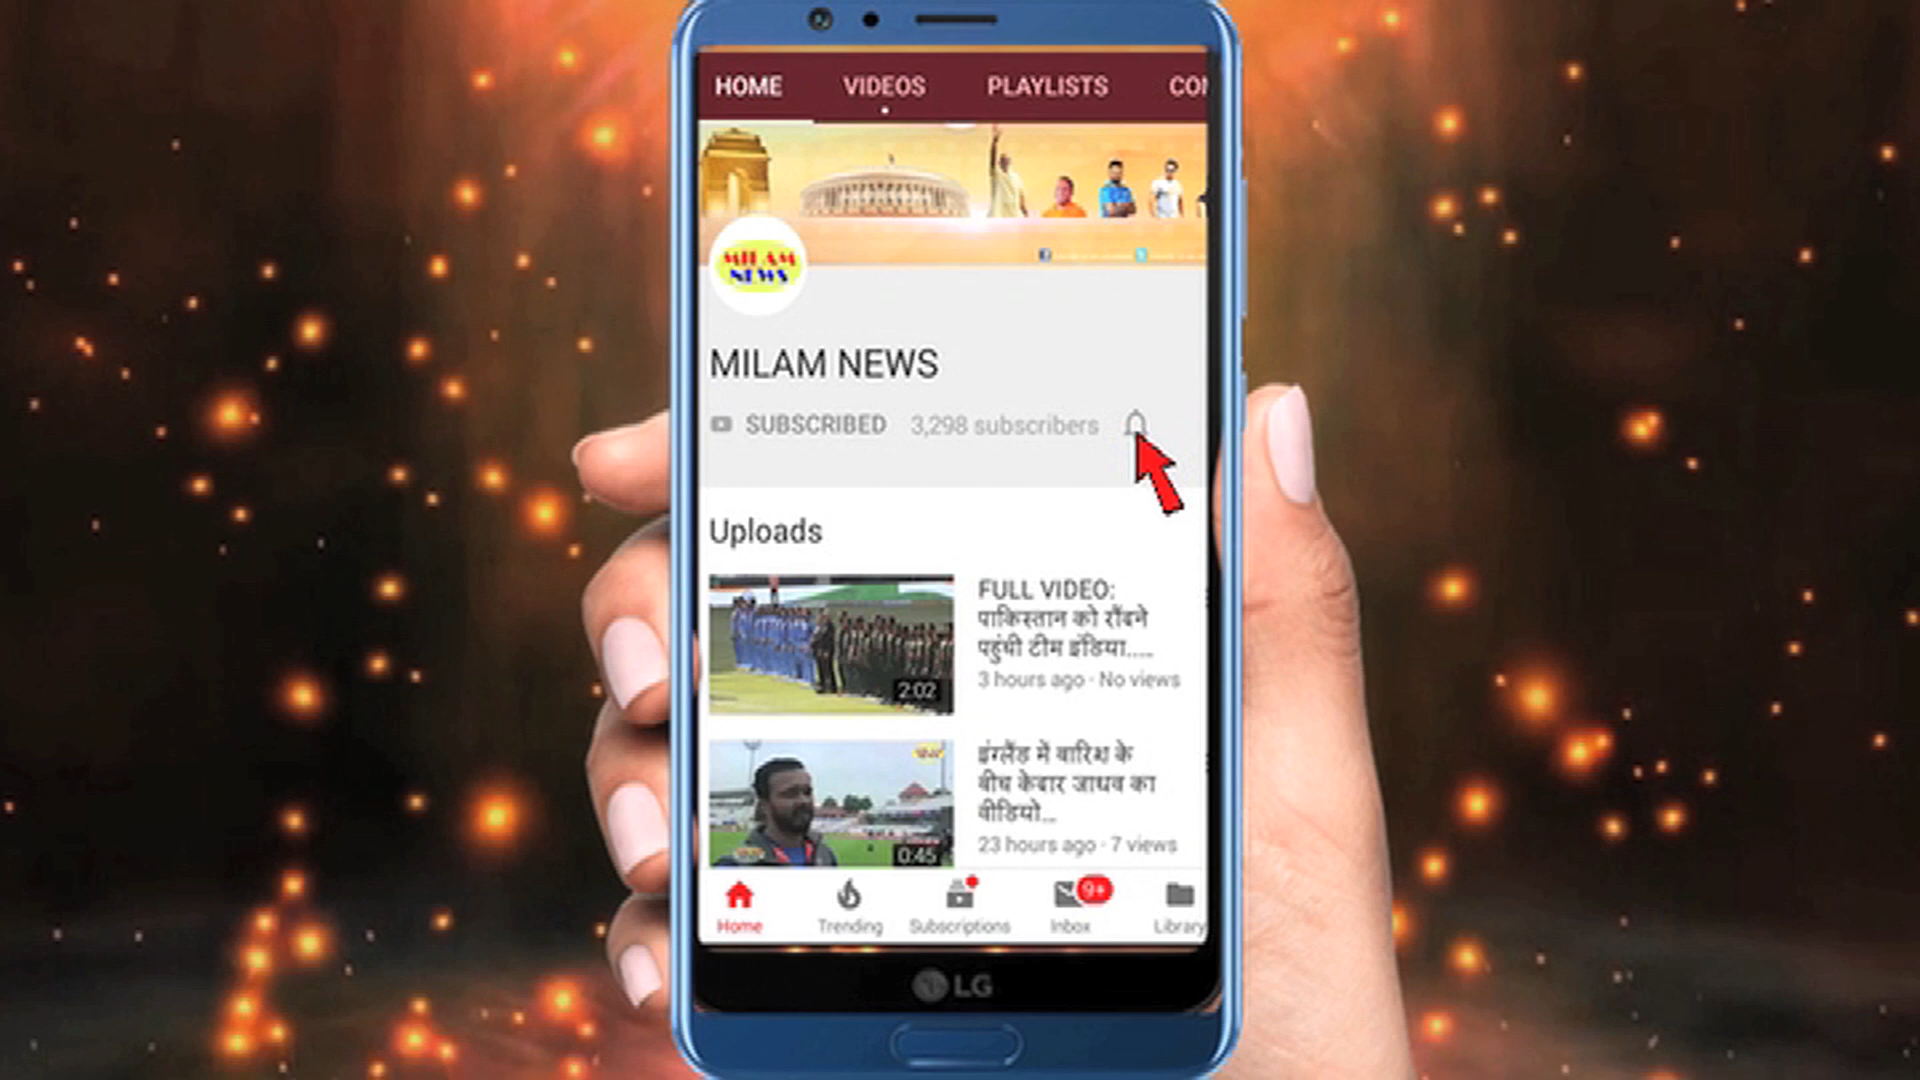 HOME VIDEOS PLAYLISTS CON
MILAM
NEWS
MILAM NEWS
SUBSCRIBED 3,298 subscribers
Uploads
FULL VIDEO:
पाकिस्तान को रौंदने
पहुंची टीम इंडिया.....
3 hours ago · No views
2:02
इंग्लैंड में बारिश के
बीच केदार जाधव का
वीडियो...
23 hours ago · 7 views
0:45
9+
Home Trending Subscriptions Inbox Library
LG